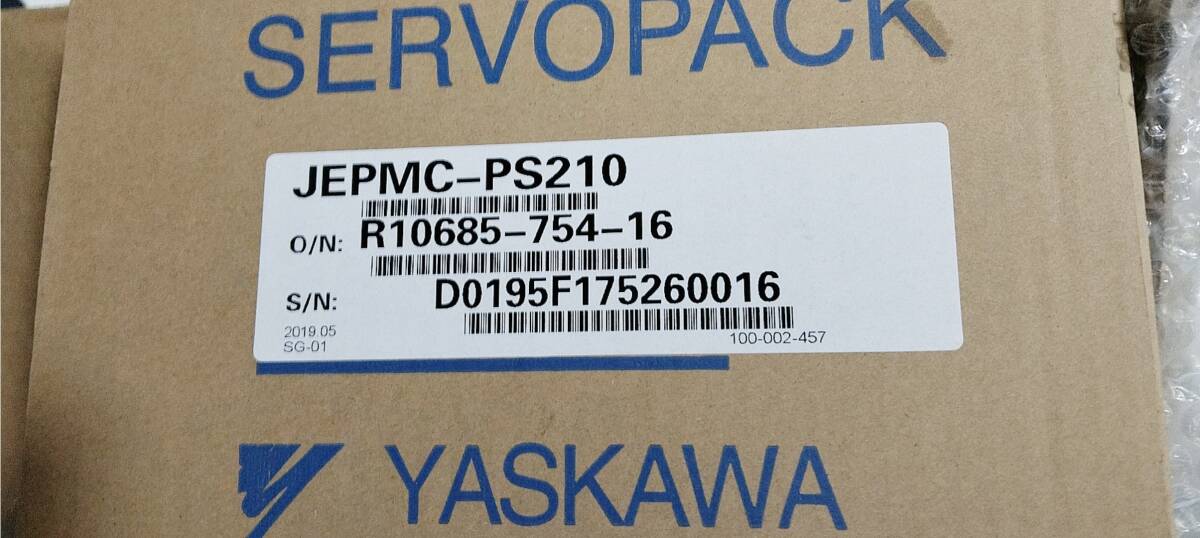 SERVOPACK
JEPMC-PS210
O/N: R10685-754-16
S/N: D0195F175260016
2019.05
SG-01
100-002-457
YASKAWA